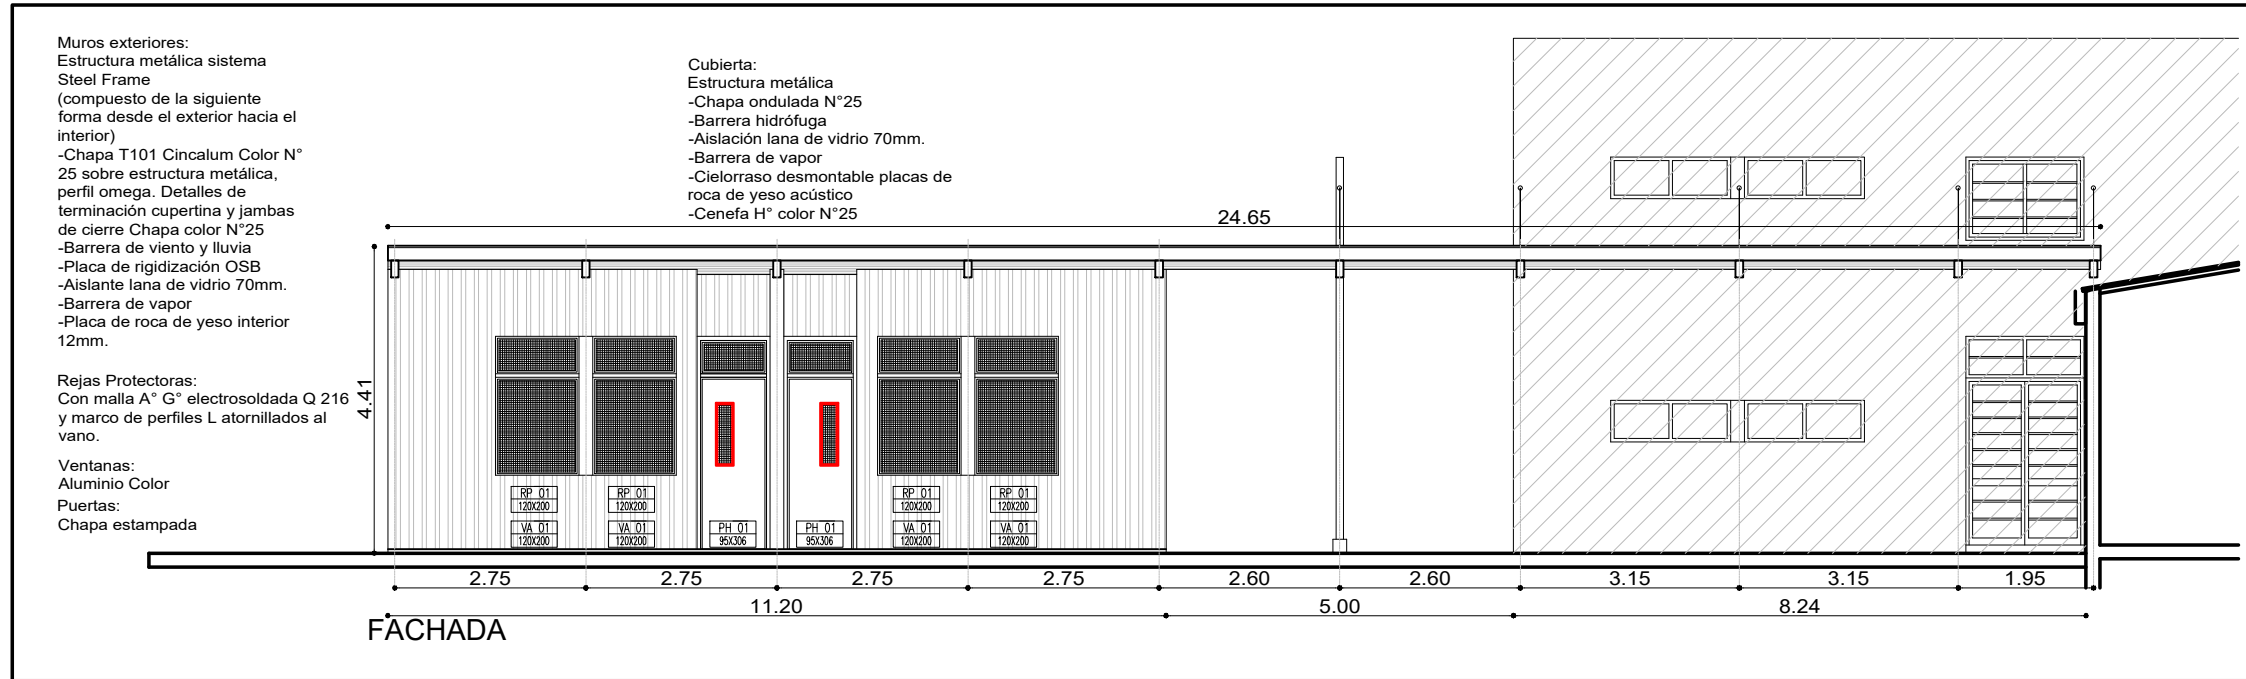 Muros exteriores:
Estructura metálica sistema
Steel Frame
(compuesto de la siguiente
forma desde el exterior hacia el
interior)
-Chapa T101 Cincalum Color N°
25 sobre estructura metálica,
perfil omega. Detalles de
terminación cupertina y jambas
de cierre Chapa color N°25
-Barrera de viento y lluvia
-Placa de rigidización OSB
-Aislante lana de vidrio 70mm.
-Barrera de vapor
-Placa de roca de yeso interior
12mm.
Rejas Protectoras:
Con malla A° G° electrosoldada Q 216
y marco de perfiles L atornillados al
vano.
Ventanas:
Aluminio Color
Puertas:
Chapa estampada
Cubierta:
Estructura metálica
-Chapa ondulada N°25
-Barrera hidrófuga
-Aislación lana de vidrio 70mm.
-Barrera de vapor
-Cielorraso desmontable placas de
roca de yeso acústico
-Cenefa H° color N°25
24.65
4.41
RP 01
120X200
VA 01
120X200
RP 01
120X200
VA 01
120X200
PH 01
95X306
PH 01
95X306
RP 01
120X200
VA 01
120X200
RP 01
120X200
VA 01
120X200
2.75 2.75 2.75 2.75 2.60 2.60 3.15 3.15 1.95
11.20 5.00 8.24
FACHADA